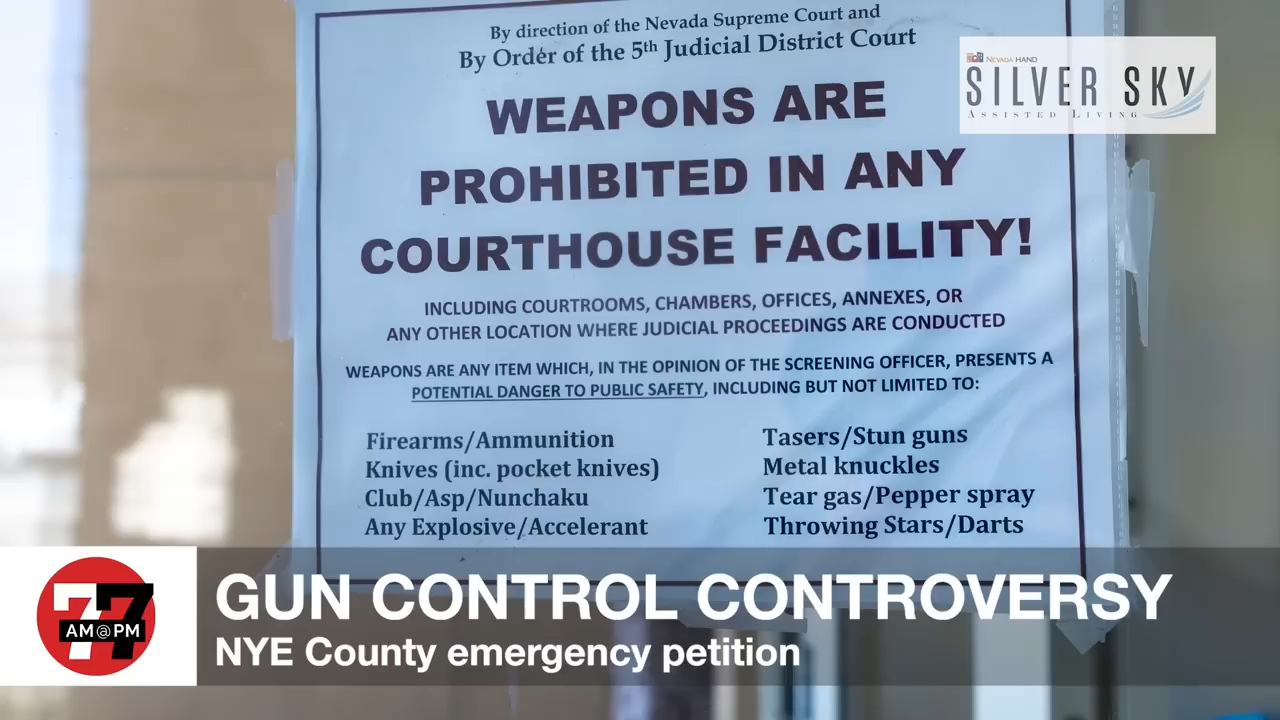 By direction of the Nevada Supreme Court and
By Order of the 5th Judicial District Court
WEAPONS ARE
PROHIBITED IN ANY
COURTHOUSE FACILITY!
INCLUDING COURTROOMS, CHAMBERS, OFFICES, ANNEXES, OR
ANY OTHER LOCATION WHERE JUDICIAL PROCEEDINGS ARE CONDUCTED
WEAPONS ARE ANY ITEM WHICH, IN THE OPINION OF THE SCREENING OFFICER, PRESENTS A
POTENTIAL DANGER TO PUBLIC SAFETY, INCLUDING BUT NOT LIMITED TO:
Firearms/Ammunition
Knives (inc. pocket knives)
Club/Asp/Nunchaku
Any Explosive/Accelerant
Tasers/Stun guns
Metal knuckles
Tear gas/Pepper spray
Throwing Stars/Darts
NEVADA HAND
SILVER SKY
ASSISTED LIVING
77
AM@PM
GUN CONTROL CONTROVERSY
NYE County emergency petition